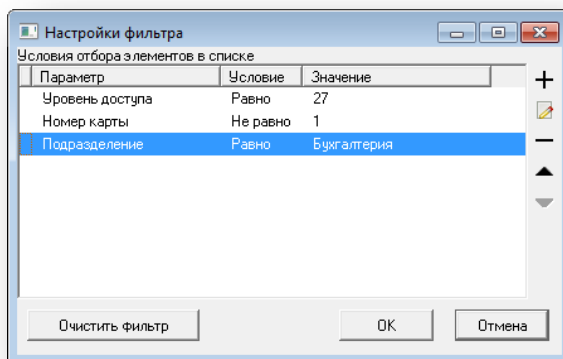 Настройки фильтра
Условия отбора элементов в списке
Параметр Условие Значение
Уровень доступа Равно 27
Номер карты Не равно 1
Подразделение Равно Бухгалтерия
Очистить фильтр OK Отмена